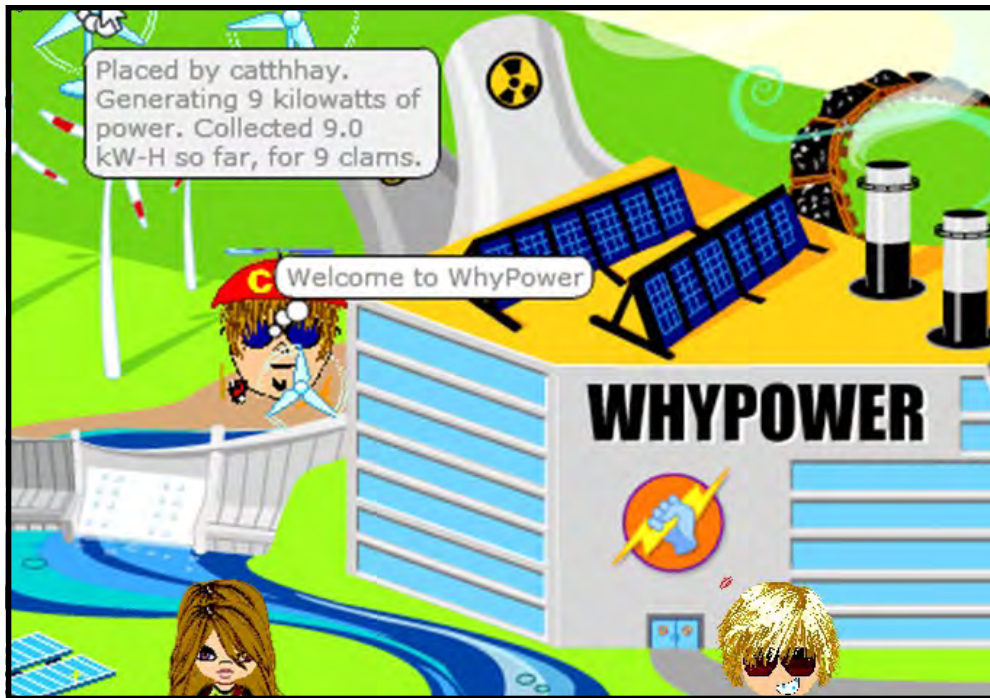 Placed by catthhay.
Generating 9 kilowatts of
power. Collected 9.0
kW-H so far, for 9 clams.
C
Welcome to WhyPower
WHYPOWER